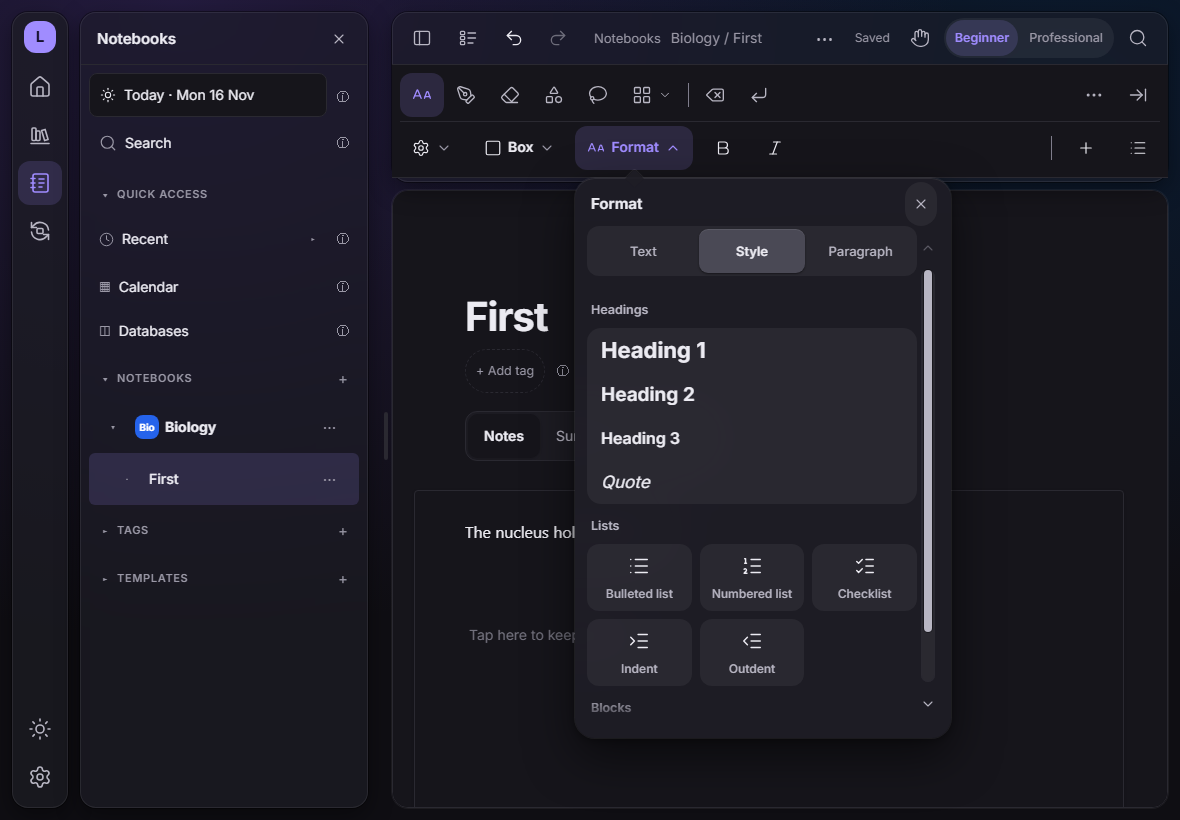 L
Notebooks
Today · Mon 16 Nov
Search
QUICK ACCESS
Recent
Calendar
Databases
NOTEBOOKS
Bio Biology
First
TAGS
TEMPLATES
Notebooks Biology / First
Saved
Beginner Professional
AA
Box
AA Format
B I
First
+ Add tag
Notes Sur
The nucleus hol
Tap here to keep
Format
Text Style Paragraph
Headings
Heading 1
Heading 2
Heading 3
Quote
Lists
Bulleted list Numbered list Checklist
Indent Outdent
Blocks